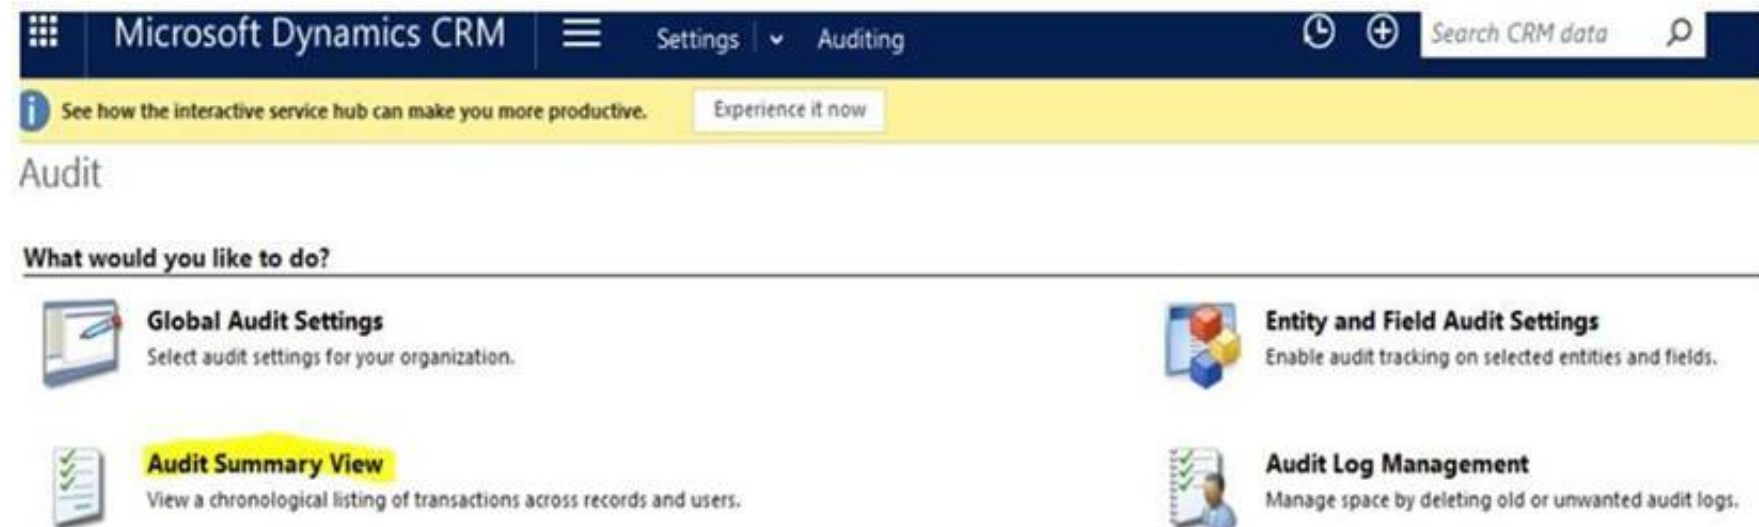 Microsoft Dynamics CRM Settings Auditing Search CRM data
i See how the interactive service hub can make you more productive. Experience it now
Audit
What would you like to do?
Global Audit Settings
Select audit settings for your organization.
Entity and Field Audit Settings
Enable audit tracking on selected entities and fields.
Audit Summary View
View a chronological listing of transactions across records and users.
Audit Log Management
Manage space by deleting old or unwanted audit logs.